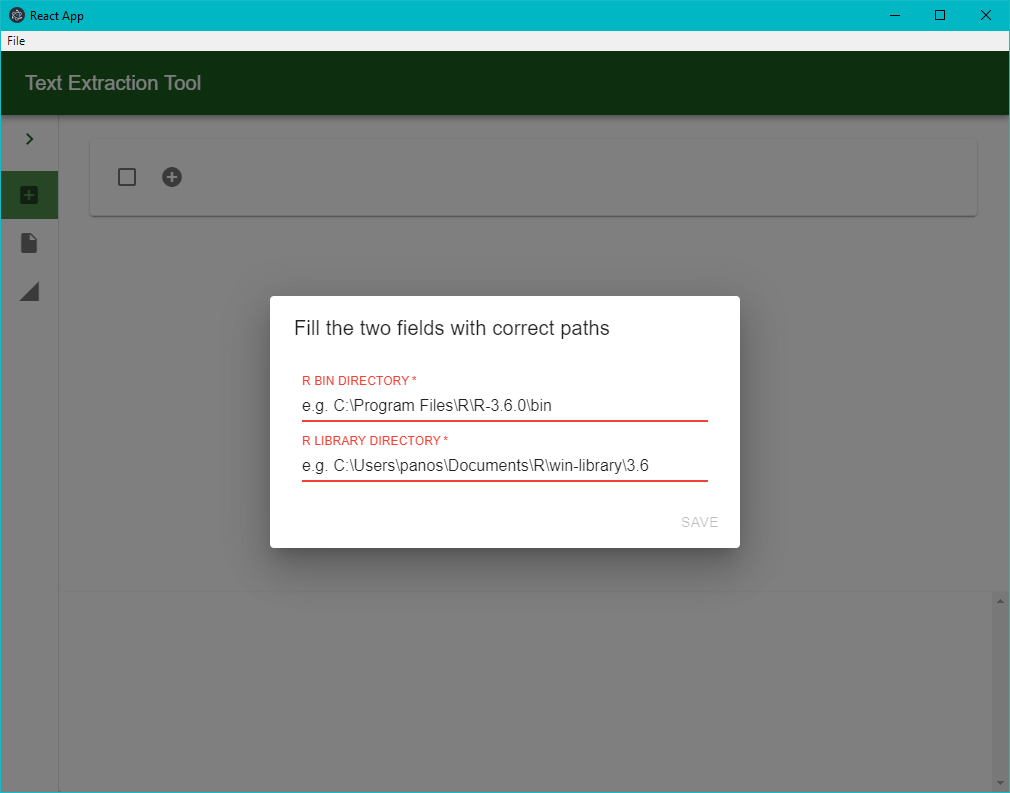 React App
File
Text Extraction Tool
Fill the two fields with correct paths
R BIN DIRECTORY *
e.g. C:\Program Files\R\R-3.6.0\bin
R LIBRARY DIRECTORY *
e.g. C:\Users\panos\Documents\R\win-library\3.6
SAVE